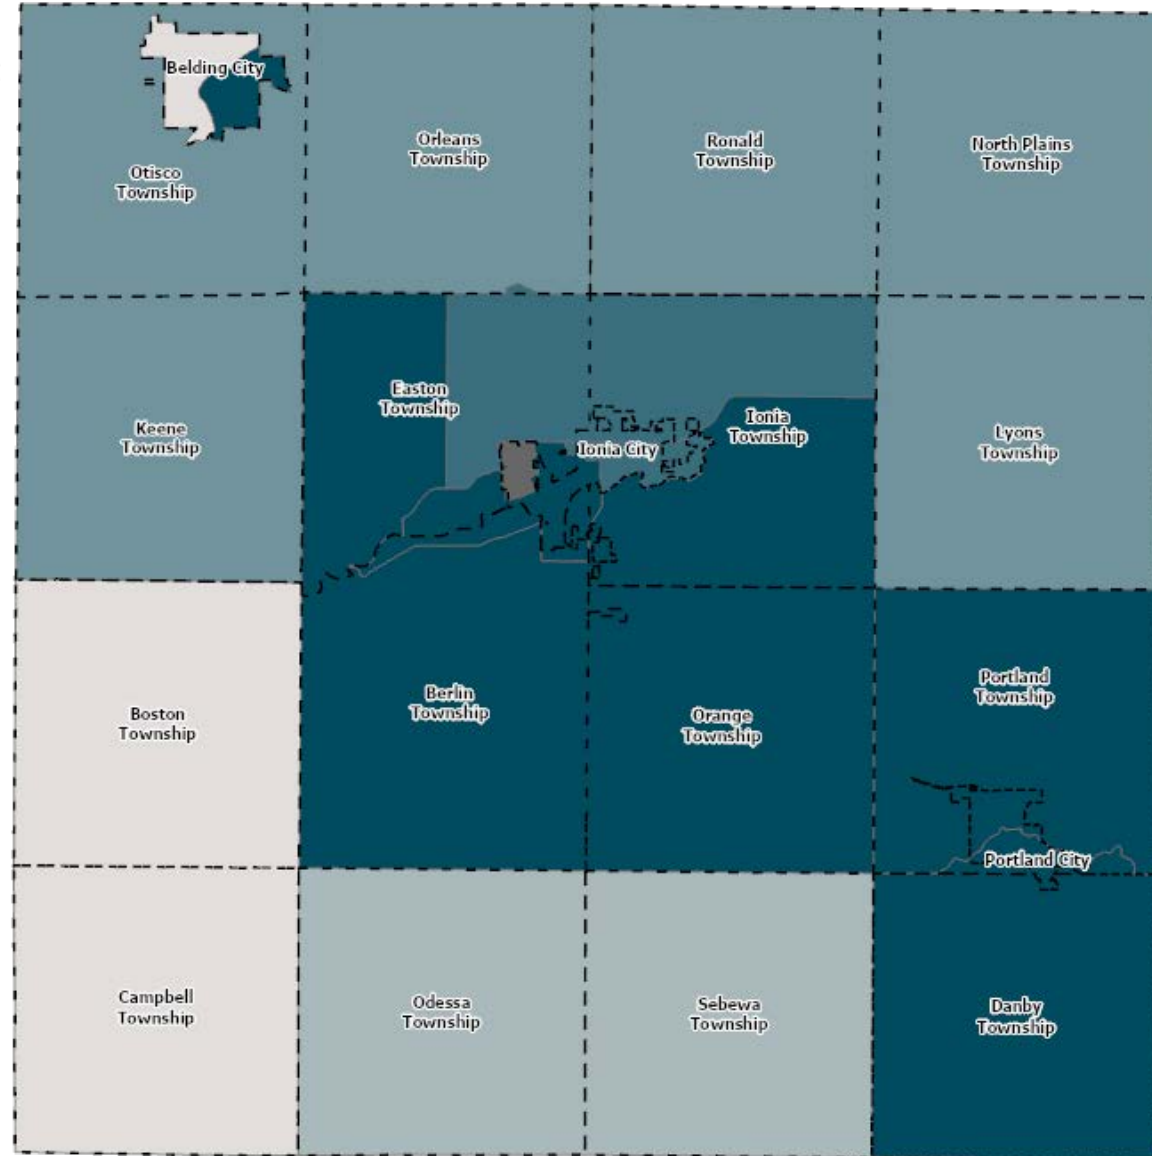 Belding City
Otisco
Township
Orleans
Township
Ronald
Township
North Plains
Township
Keene
Township
Easton
Township
Ionia City
Ionia
Township
Lyons
Township
Boston
Township
Berlin
Township
Orange
Township
Portland
Township
Portland City
Campbell
Township
Odessa
Township
Sebewa
Township
Danby
Township